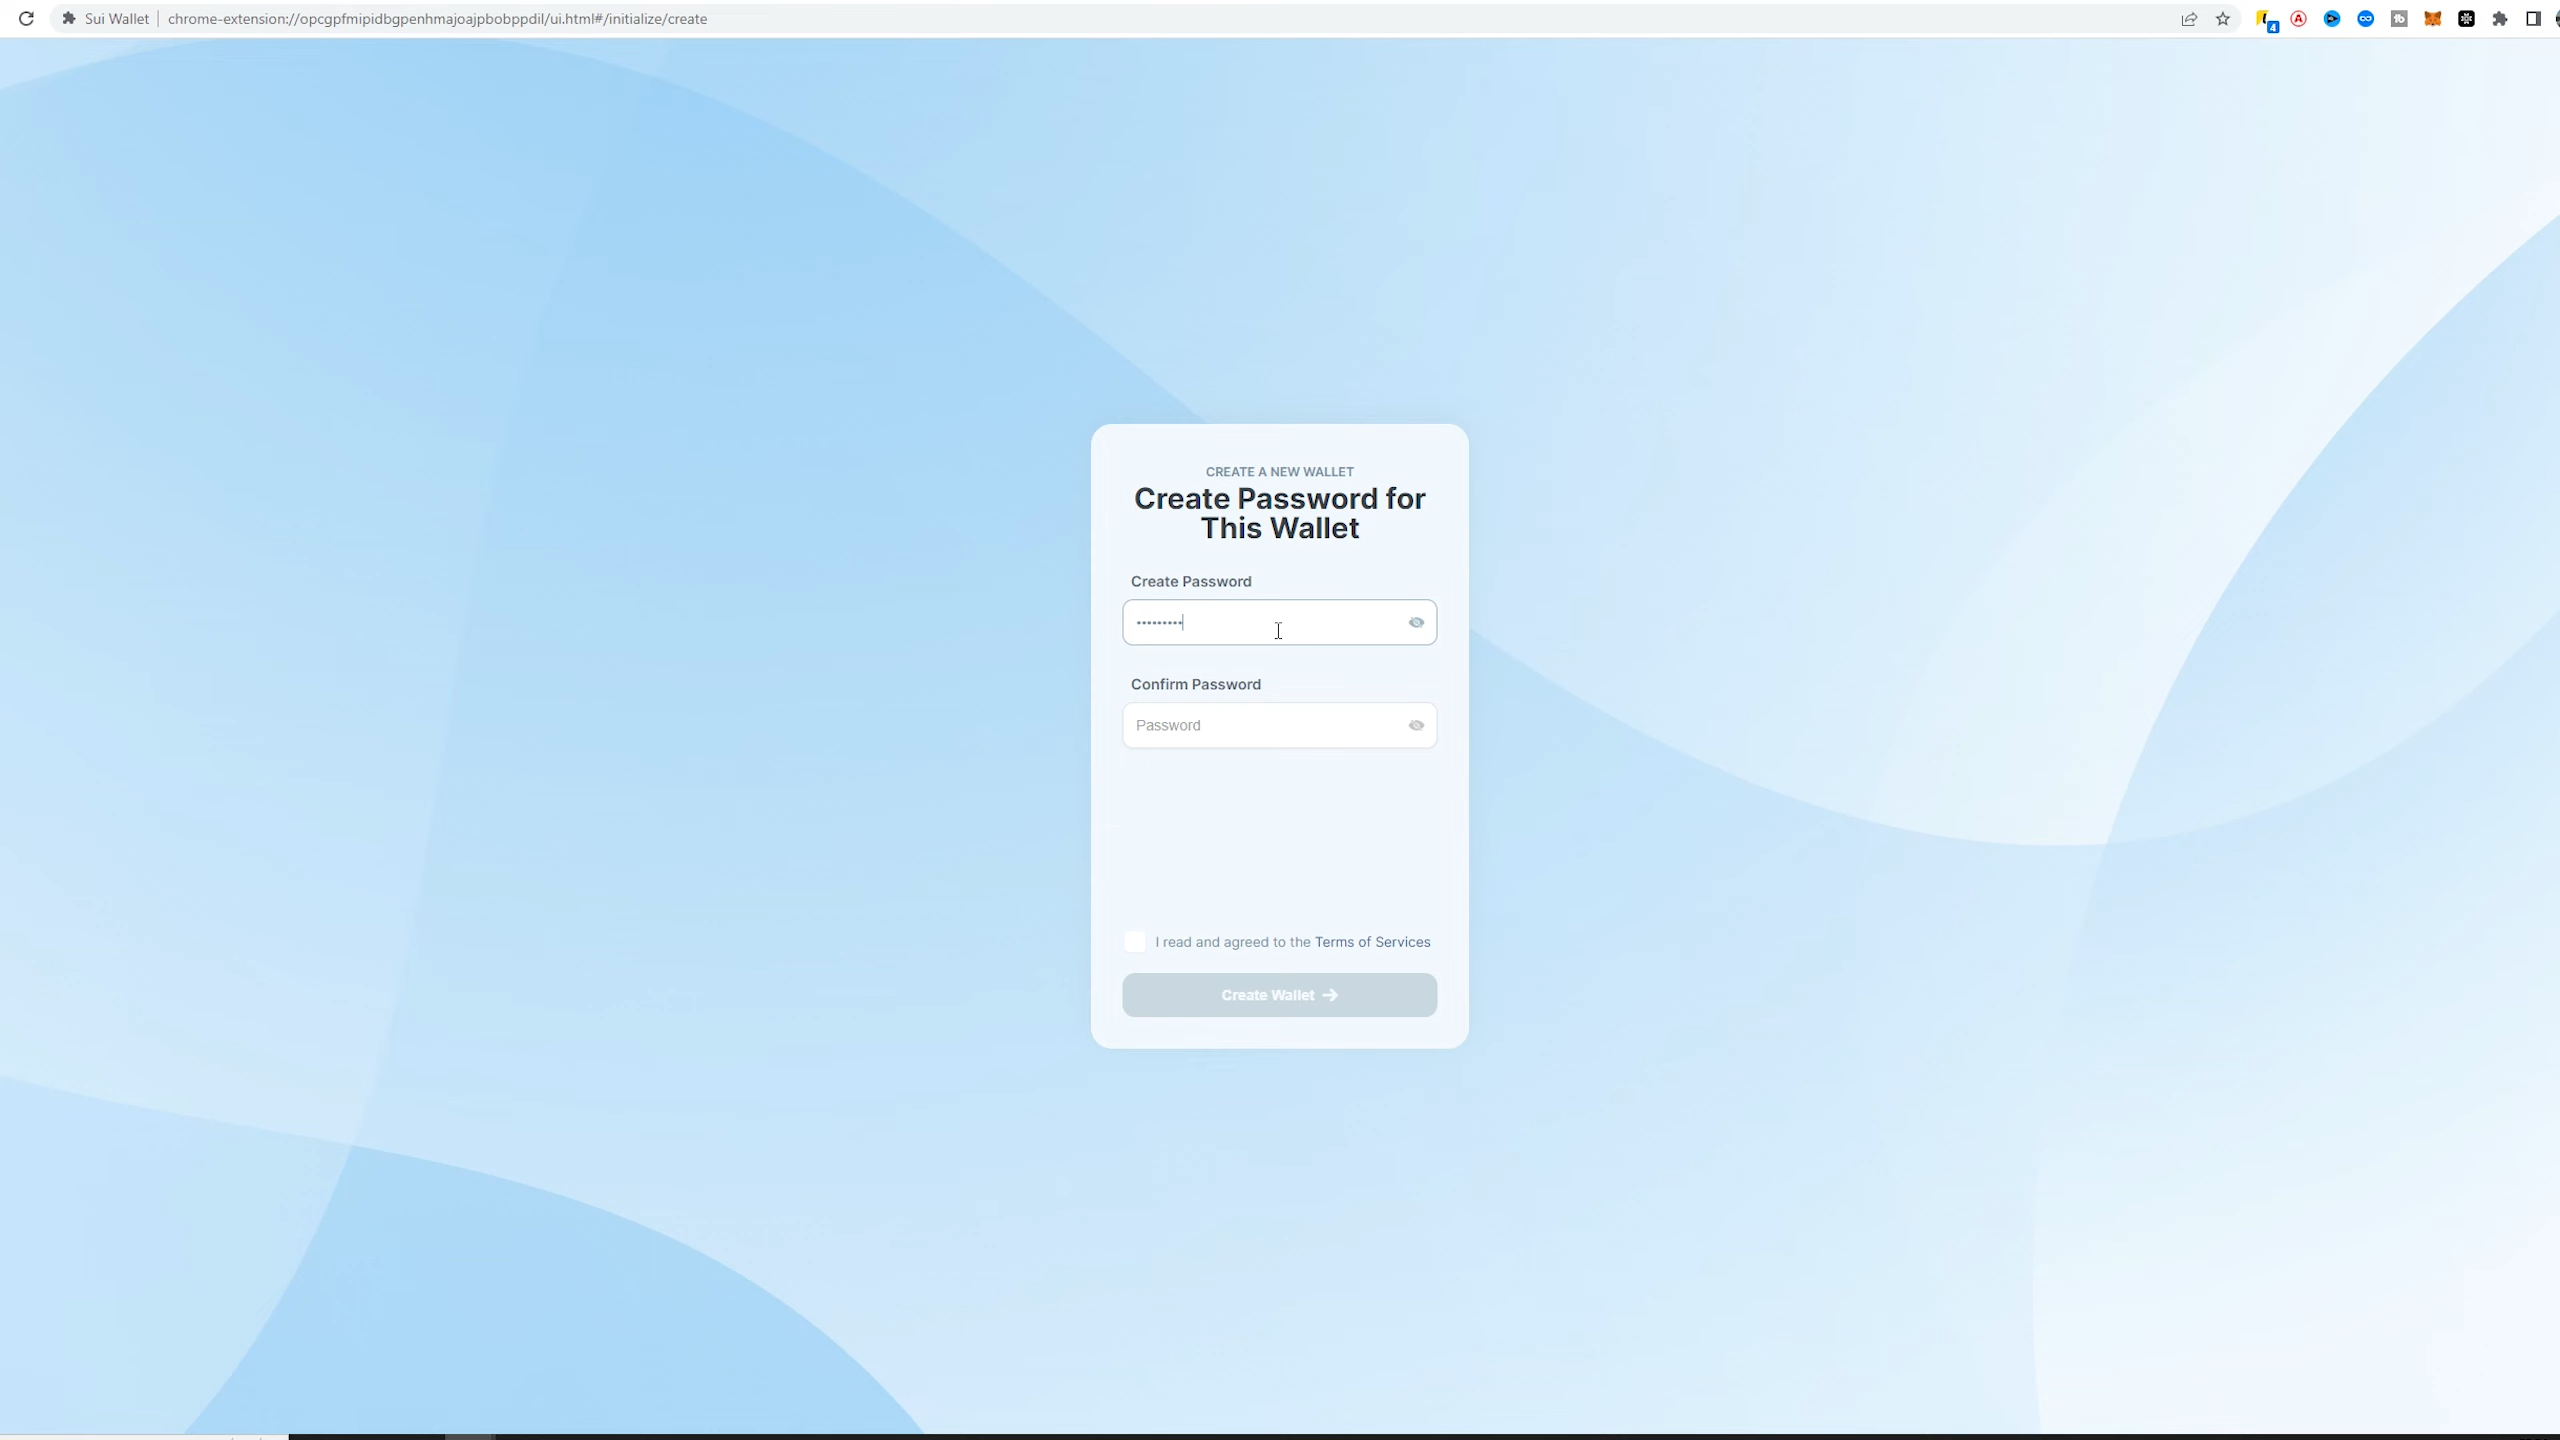 Sui Wallet | chrome-extension://opcgpfmipidbgpenhmajoajpbobppdil/ui.html#/initialize/create
4
CREATE A NEW WALLET
Create Password for
This Wallet
Create Password
•••••••••
Confirm Password
Password
I read and agreed to the Terms of Services
Create Wallet →